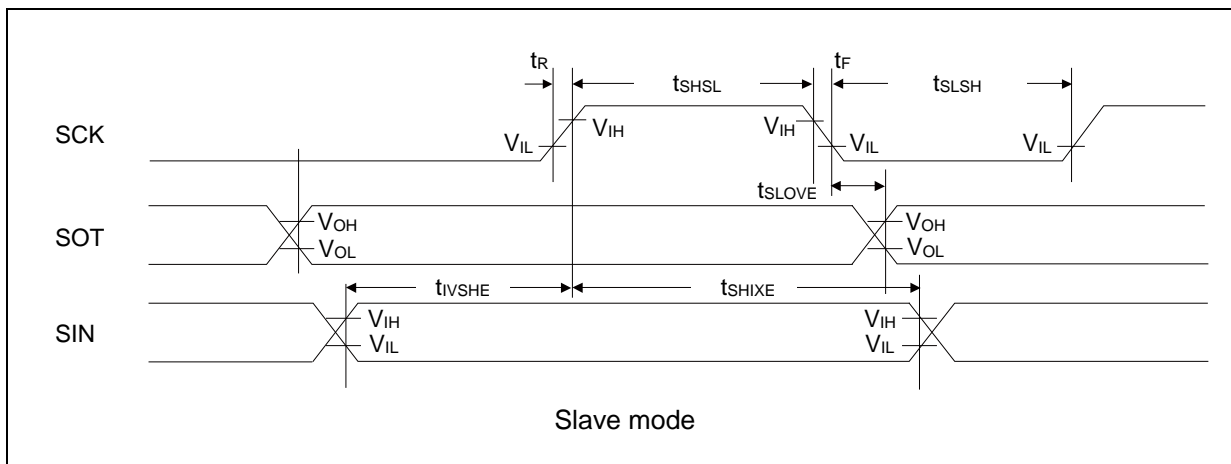 tR tF
tSHSL tSLSH
SCK VIL VIH VIH VIL VIL
tSLOVE
SOT VOH VOL VOH VOL
tIVSHE tSHIXE
SIN VIH VIL VIH VIL
Slave mode